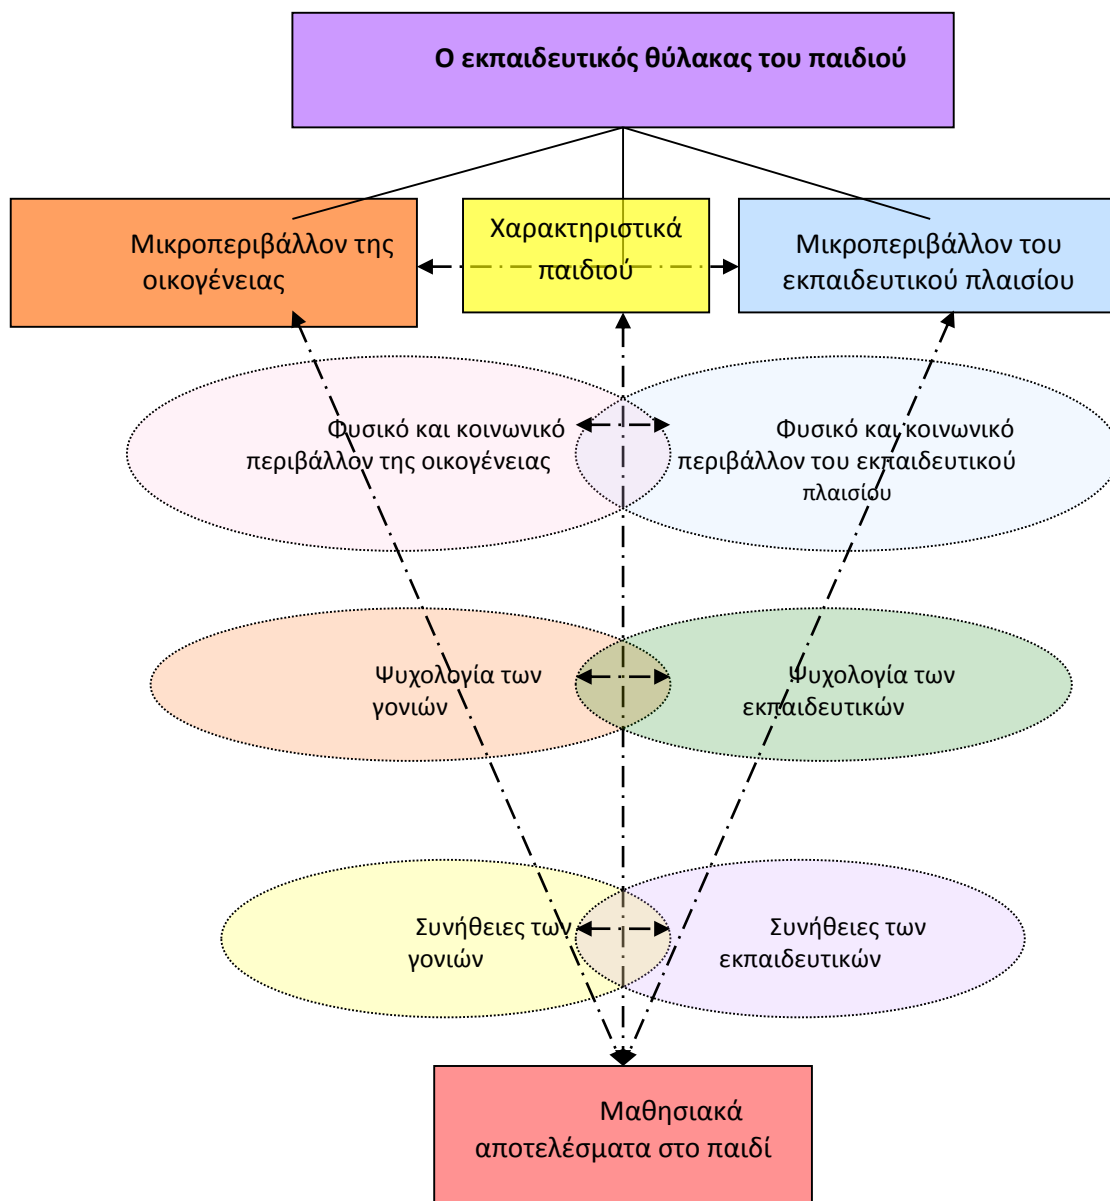 Ο εκπαιδευτικός θύλακας του παιδιού
Μικροπεριβάλλον της
οικογένειας
Χαρακτηριστικά
παιδιού
Μικροπεριβάλλον του
εκπαιδευτικού πλαισίου
Φυσικό και κοινωνικό
περιβάλλον της οικογένειας
Φυσικό και κοινωνικό
περιβάλλον του εκπαιδευτικού
πλαισίου
Ψυχολογία των
γονιών
Ψυχολογία των
εκπαιδευτικών
Συνήθειες των
γονιών
Συνήθειες των
εκπαιδευτικών
Μαθησιακά
αποτελέσματα στο παιδί